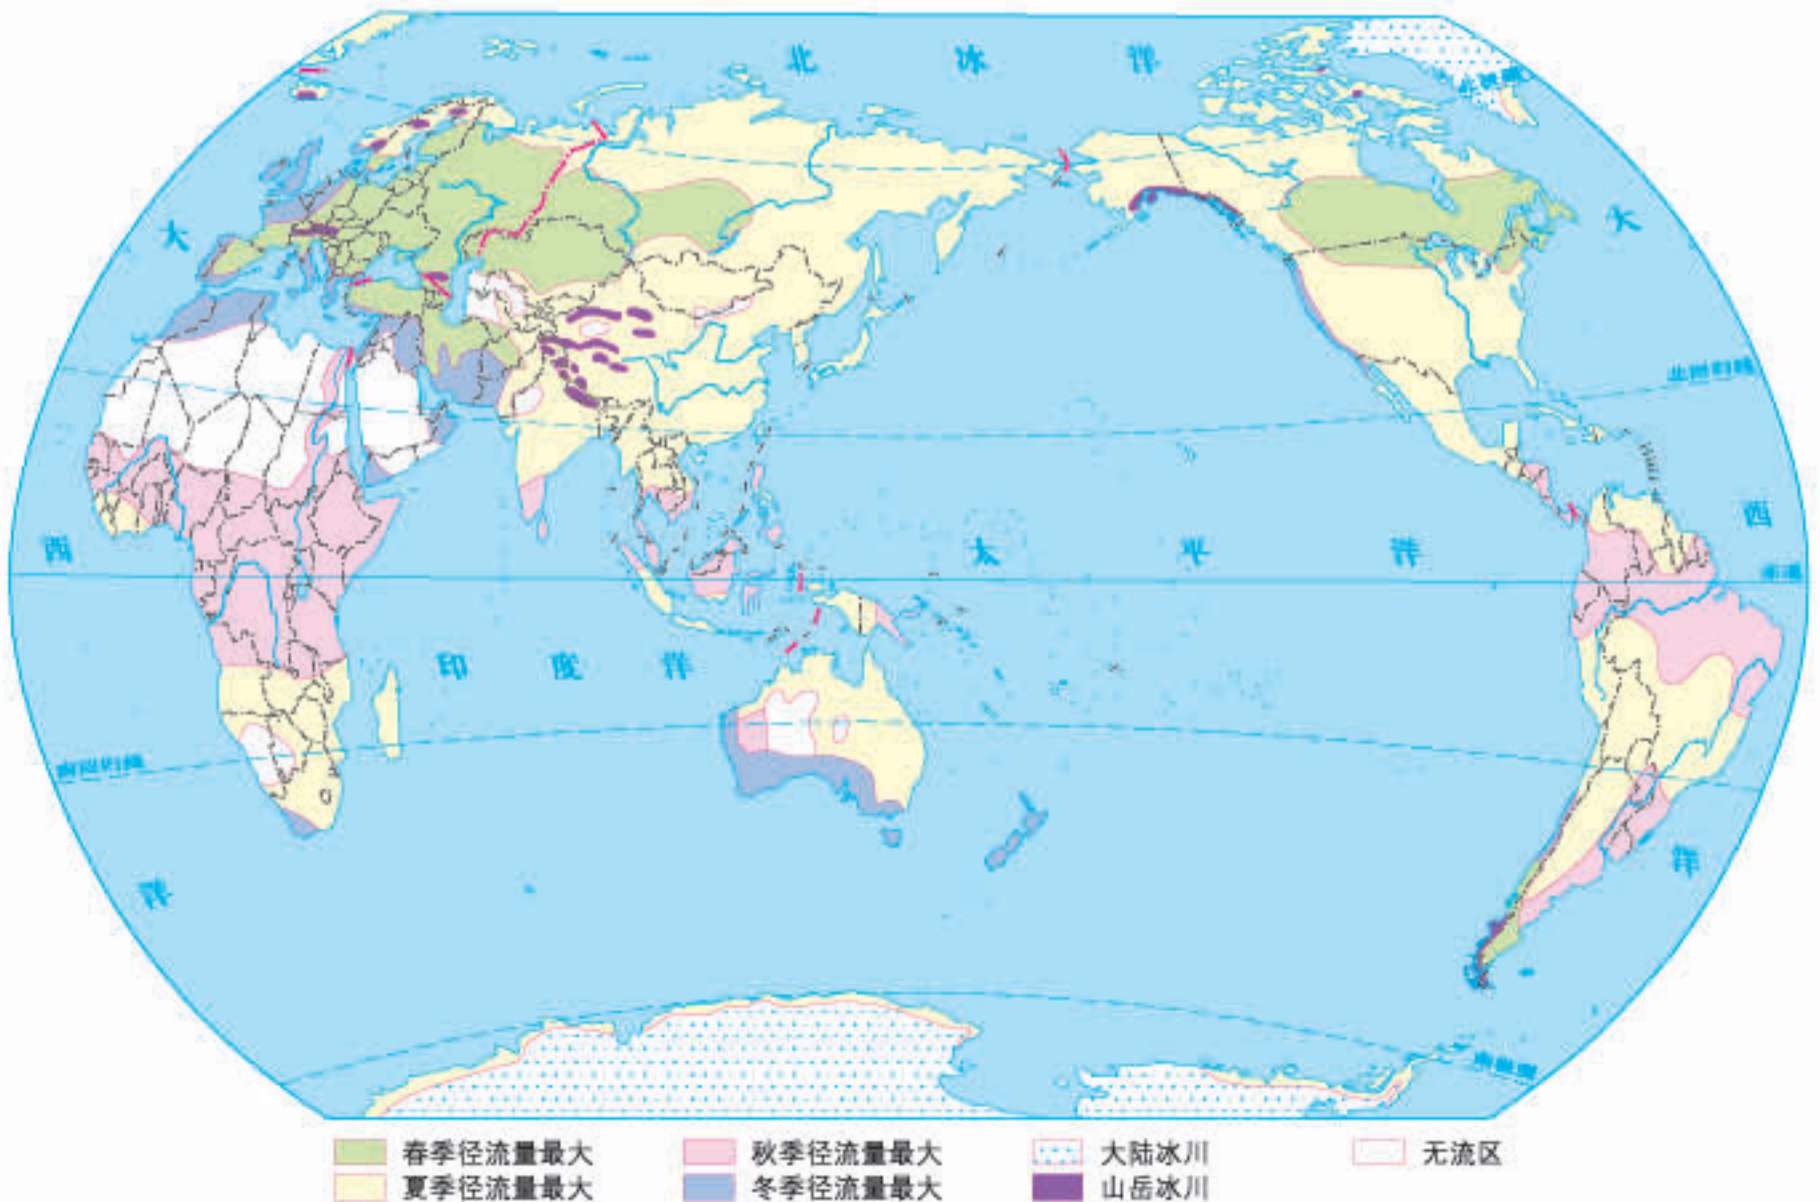 北冰洋
大
大
北回归线
西
西
太平洋
印度洋
南回归线
洋
洋
南极圈
春季径流量最大
秋季径流量最大
大陆冰川
无流区
夏季径流量最大
冬季径流量最大
山岳冰川